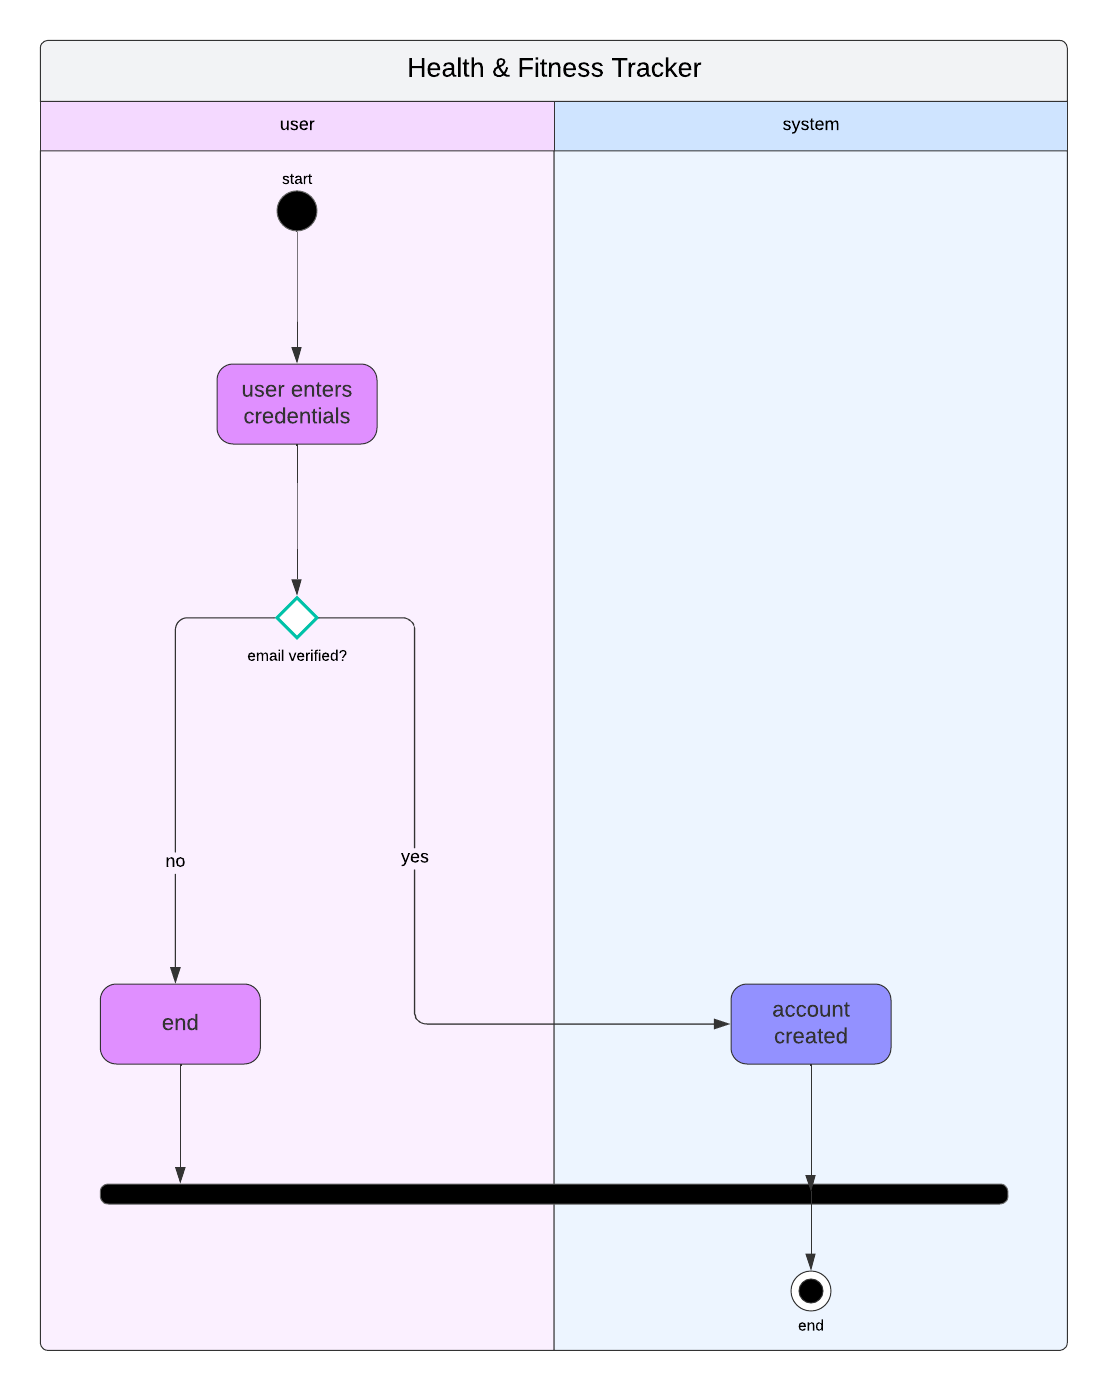 Health & Fitness Tracker
user
system
start
user enters
credentials
email verified?
no
yes
end
account
created
end